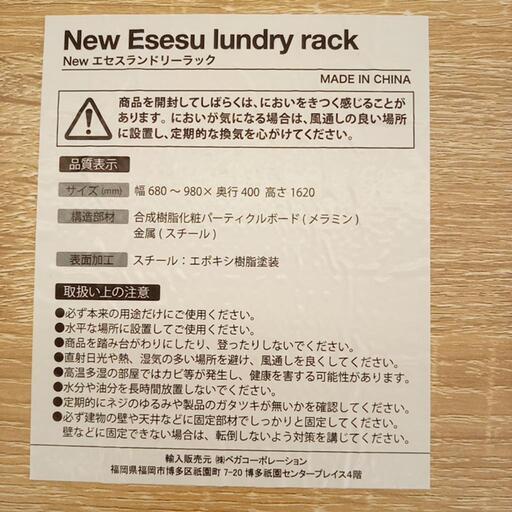 New Esesu lundry rack
New エセスランドリーラック
MADE IN CHINA
商品を開封してしばらくは、においをきつく感じることが
あります。においが気になる場合は、風通しの良い場所
に設置し、定期的な換気を心がけてください。
品質表示
サイズ (mm) 幅 680 ～ 980× 奥行 400 高さ 1620
構造部材 合成樹脂化粧パーティクルボード ( メラミン )
金属 ( スチール )
表面加工 スチール：エポキシ樹脂塗装
取扱い上の注意
●必ず本来の用途だけにご使用ください。
●水平な場所に設置してご使用ください。
●商品を踏み台がわりにしたり、登ったりしないでください。
●直射日光や熱、湿気の多い場所を避け、風通しを良くしてください。
●高温多湿の部屋ではカビ等が発生し、健康を害する可能性があります。
●水分や油分を長時間放置しないでください。
●定期的にネジのゆるみや製品のガタツキが無いかを確認してください。
●必ず建物の壁や天井などに固定部材でしっかりと固定してください。
壁などに固定できない場合は、転倒しないよう対策を講じてください。
輸入販売元 ㈱ベガコーポレーション
福岡県福岡市博多区祇園町 7-20 博多祇園センタープレイス4階